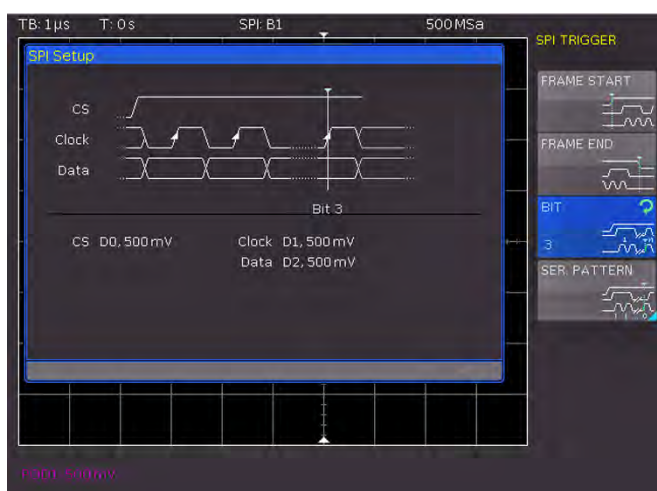 TB: 1µs T: 0s SPI: B1 500MSa
SPI TRIGGER
SPI Setup
FRAME START
CS
Clock
FRAME END
Data
Bit 3
BIT
3
CS D0, 500mV Clock D1, 500mV
Data D2, 500mV
SER. PATTERN